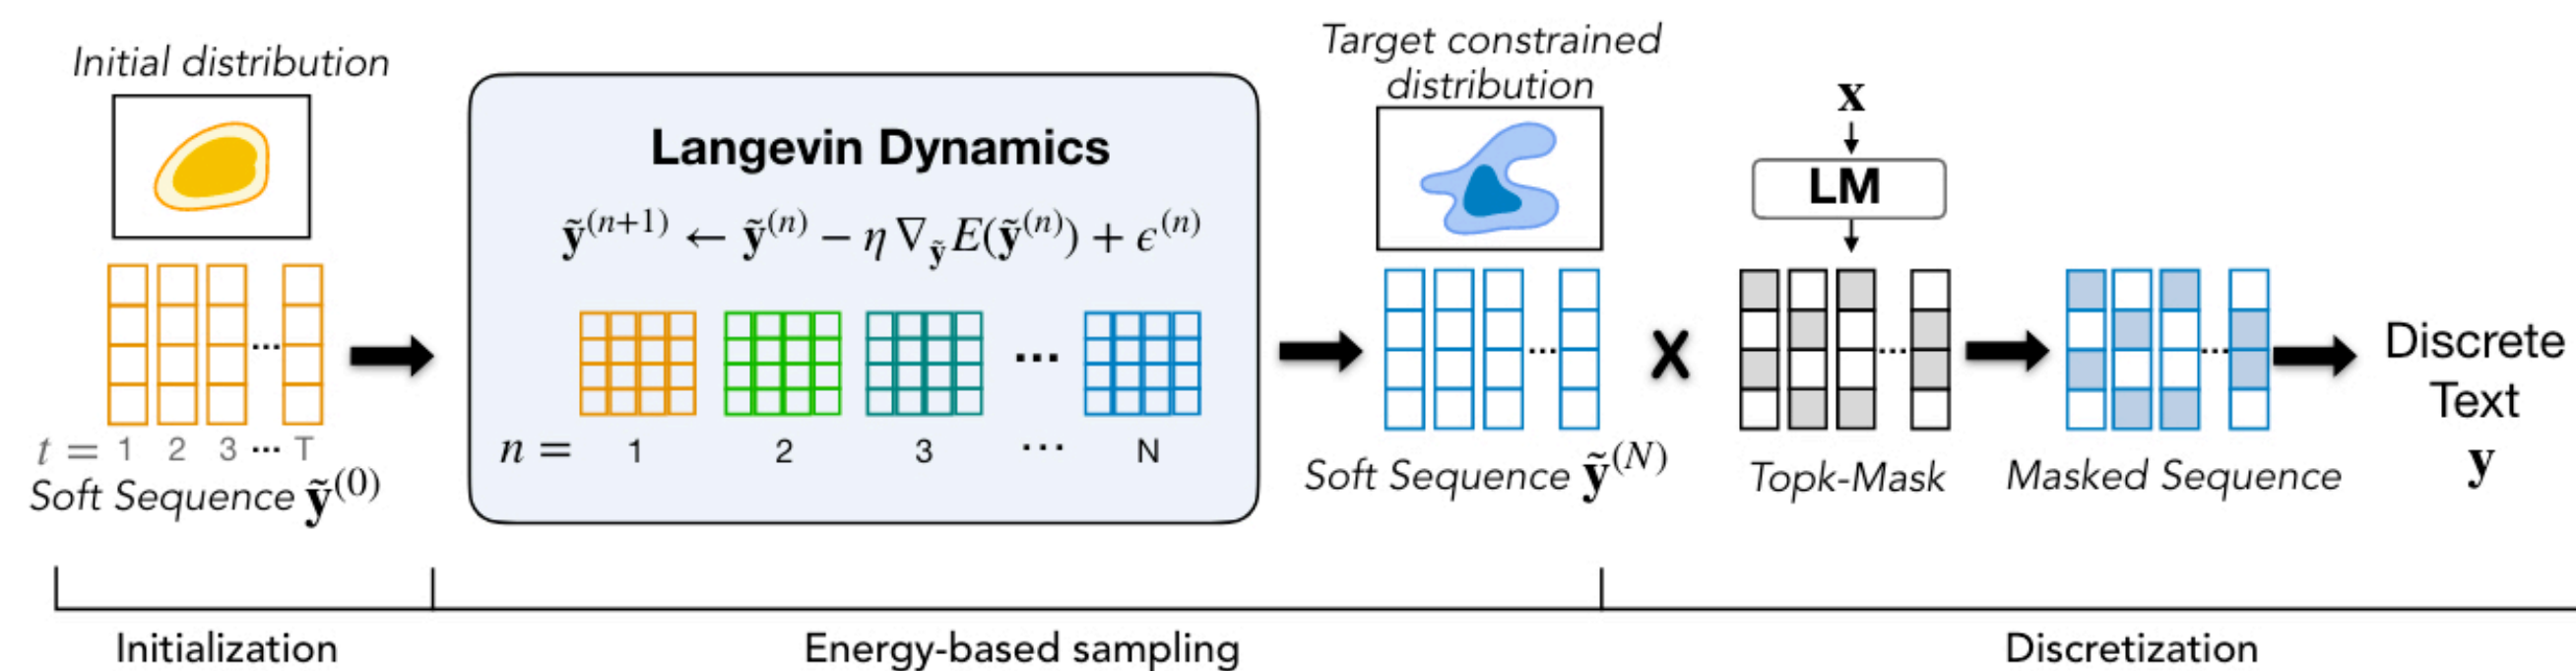 Initial distribution
t = 1 2 3 ... T
Soft Sequence ỹ⁽⁰⁾
Langevin Dynamics
ỹ⁽ⁿ⁺¹⁾ ← ỹ⁽ⁿ⁾ − η ∇_ỹ E(ỹ⁽ⁿ⁾) + ϵ⁽ⁿ⁾
...
n = 1 2 3 ... N
Target constrained
distribution
...
Soft Sequence ỹ⁽ᴺ⁾
X
x
LM
...
Topk-Mask
...
Masked Sequence
Discrete
Text
y
Initialization
Energy-based sampling
Discretization